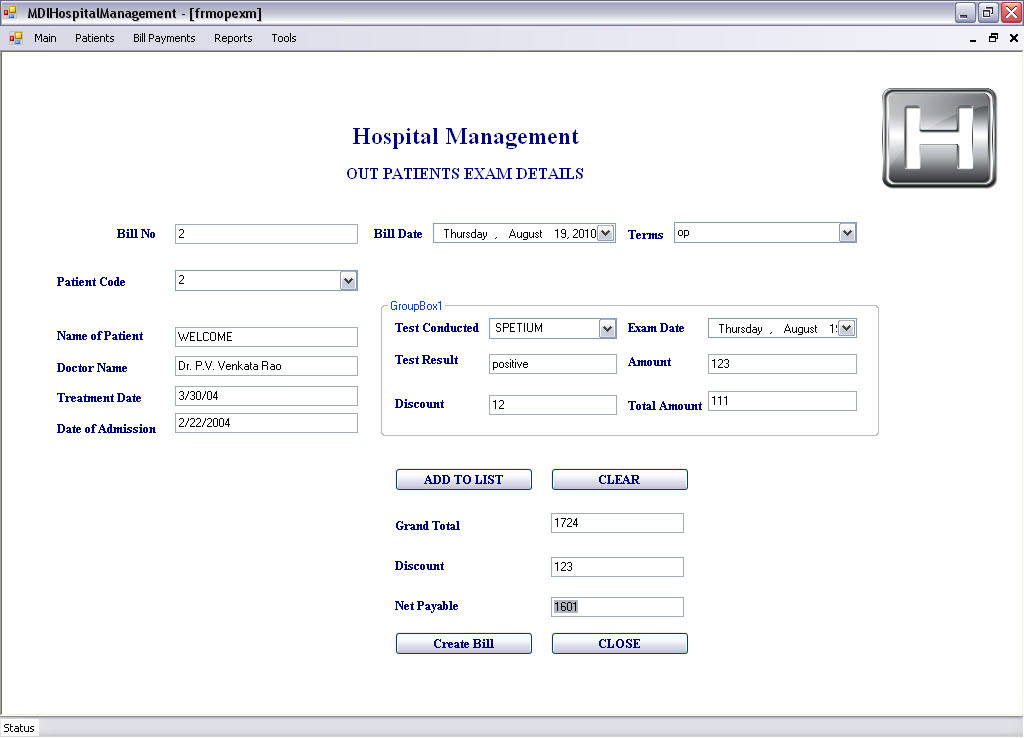 MDIHospitalManagement - [frmopexm]
Main Patients Bill Payments Reports Tools
H
Hospital Management
OUT PATIENTS EXAM DETAILS
Bill No 2 Bill Date Thursday , August 19, 2010 Terms op
Patient Code 2
GroupBox1
Test Conducted SPETIUM Exam Date Thursday , August
Name of Patient WELCOME
Test Result positive Amount 123
Doctor Name Dr. P.V. Venkata Rao
Treatment Date 3/30/04
Discount 12 Total Amount 111
Date of Admission 2/22/2004
ADD TO LIST CLEAR
Grand Total 1724
Discount 123
Net Payable 1601
Create Bill CLOSE
Status